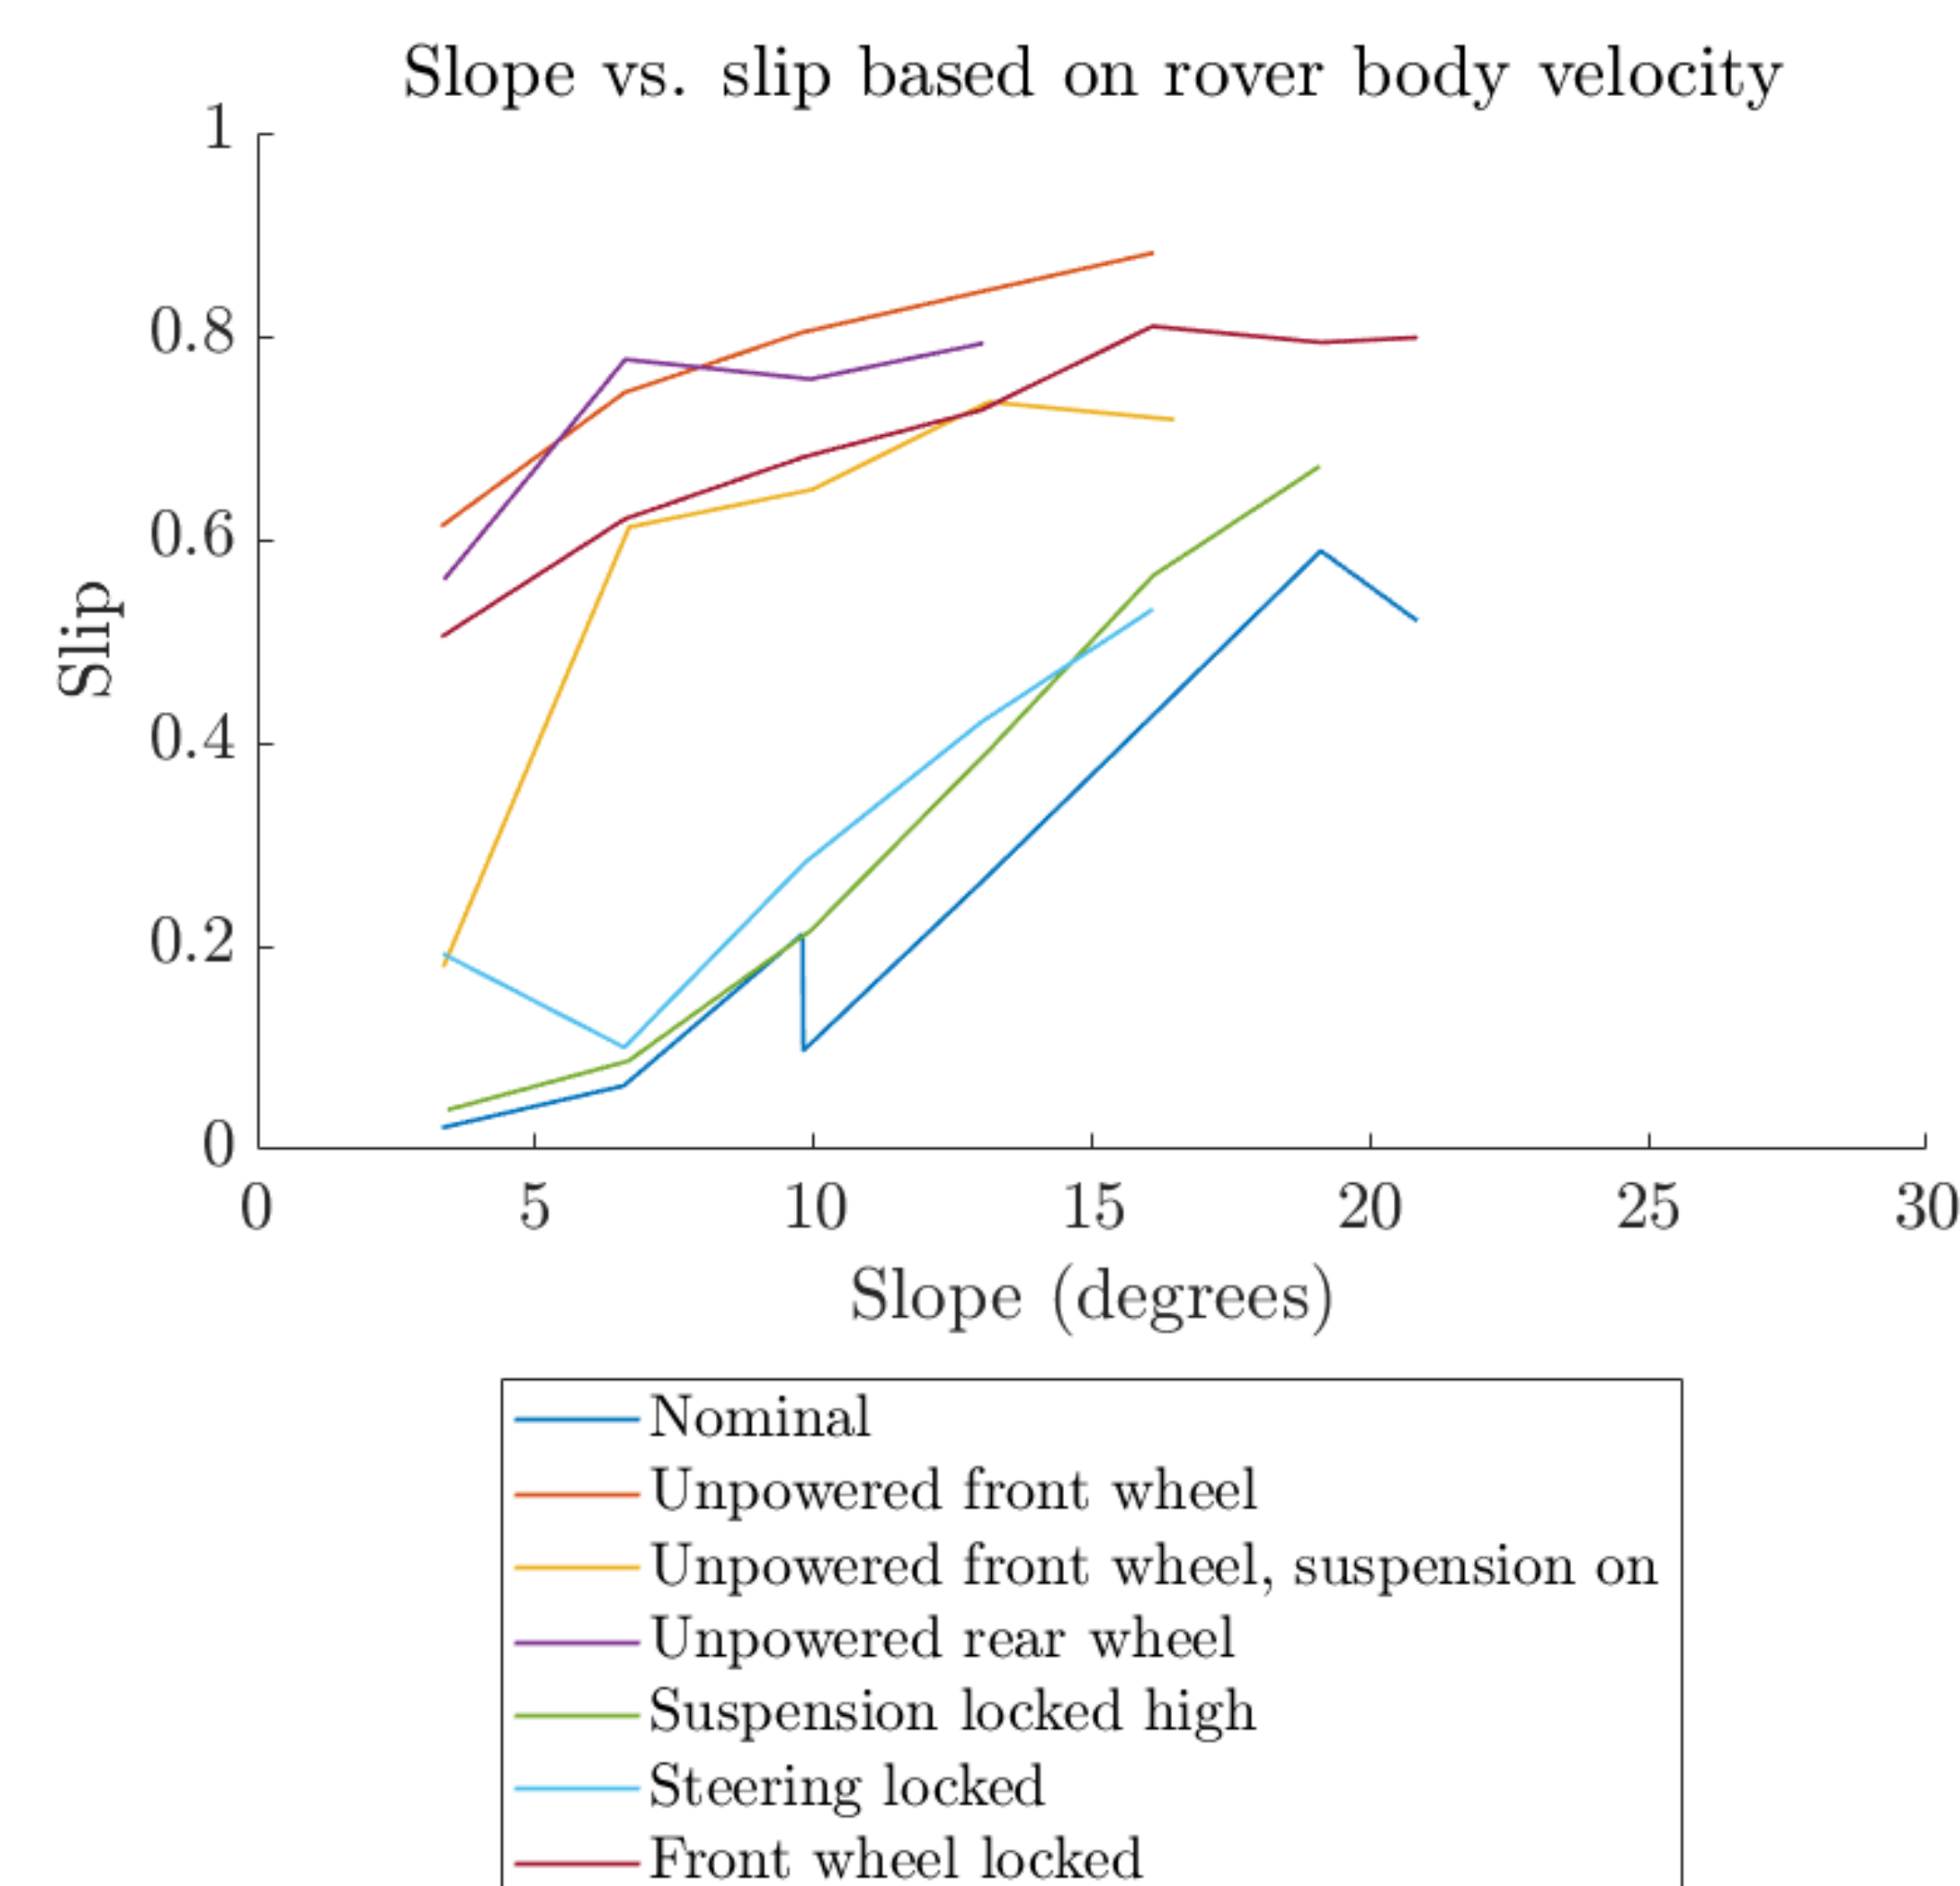 Slope vs. slip based on rover body velocity
1
0.8
0.6
0.4
0.2
0
Slip
0 5 10 15 20 25 30
Slope (degrees)
Nominal
Unpowered front wheel
Unpowered front wheel, suspension on
Unpowered rear wheel
Suspension locked high
Steering locked
Front wheel locked